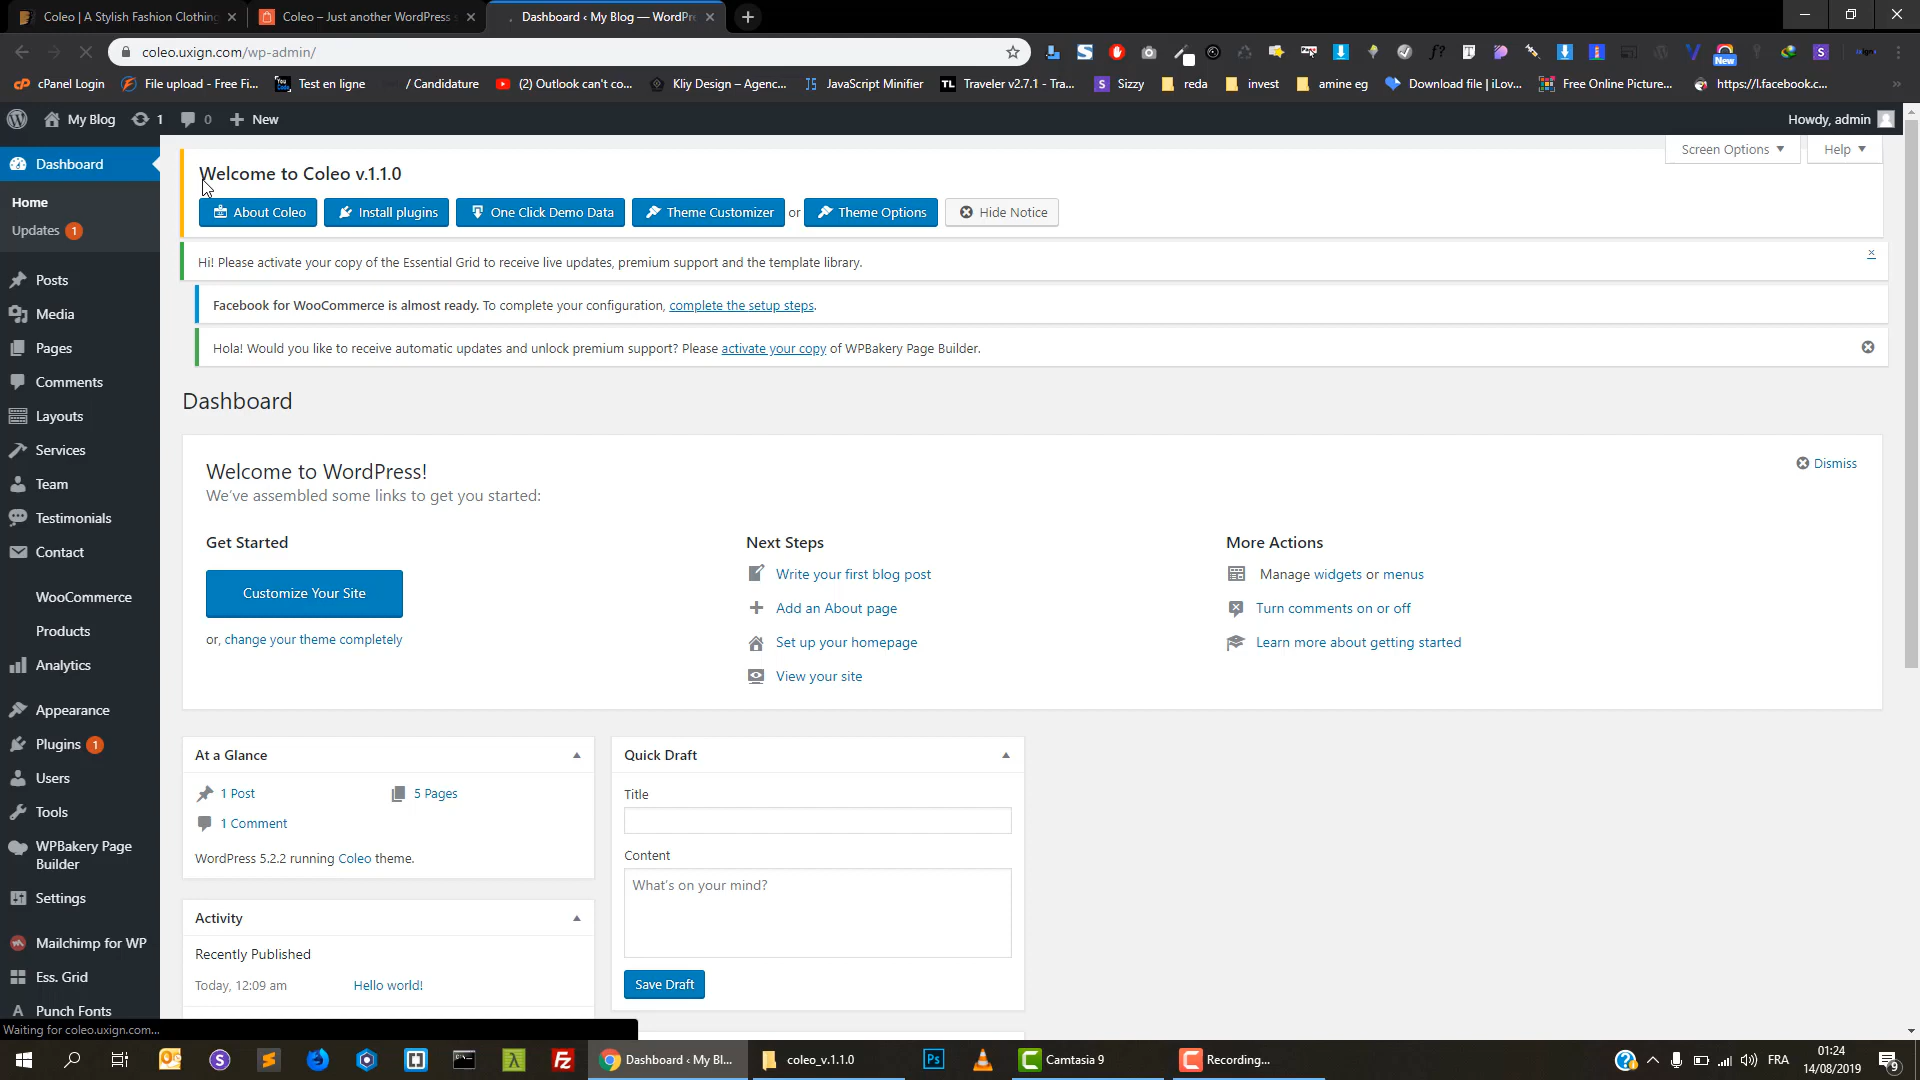 Coleo | A Stylish Fashion Clothing
Coleo – Just another WordPress s
Dashboard ‹ My Blog — WordPre
coleo.uxign.com/wp-admin/
New
cPanel Login
File upload - Free Fi...
Test en ligne
/ Candidature
(2) Outlook can't co...
Kliy Design – Agenc...
JavaScript Minifier
Traveler v2.7.1 - Tra...
Sizzy
reda
invest
amine eg
Download file | iLov...
Free Online Picture...
https://l.facebook.c...
My Blog
1
0
New
Howdy, admin
Screen Options
Help
Dashboard
Home
Updates 1
Posts
Media
Pages
Comments
Layouts
Services
Team
Testimonials
Contact
WooCommerce
Products
Analytics
Appearance
Plugins 1
Users
Tools
WPBakery Page
Builder
Settings
Mailchimp for WP
Ess. Grid
Punch Fonts
Welcome to Coleo v.1.1.0
About Coleo
Install plugins
One Click Demo Data
Theme Customizer
or
Theme Options
Hide Notice
Hi! Please activate your copy of the Essential Grid to receive live updates, premium support and the template library.
Facebook for WooCommerce is almost ready. To complete your configuration, complete the setup steps.
Hola! Would you like to receive automatic updates and unlock premium support? Please activate your copy of WPBakery Page Builder.
Dashboard
Welcome to WordPress!
Dismiss
We've assembled some links to get you started:
Get Started
Customize Your Site
or, change your theme completely
Next Steps
Write your first blog post
Add an About page
Set up your homepage
View your site
More Actions
Manage widgets or menus
Turn comments on or off
Learn more about getting started
At a Glance
1 Post
5 Pages
1 Comment
WordPress 5.2.2 running Coleo theme.
Activity
Recently Published
Today, 12:09 am
Hello world!
Quick Draft
Title
Content
What's on your mind?
Save Draft
Waiting for coleo.uxign.com...
Dashboard ‹ My Bl...
coleo_v.1.1.0
Camtasia 9
Recording...
FRA
01:24
14/08/2019
9